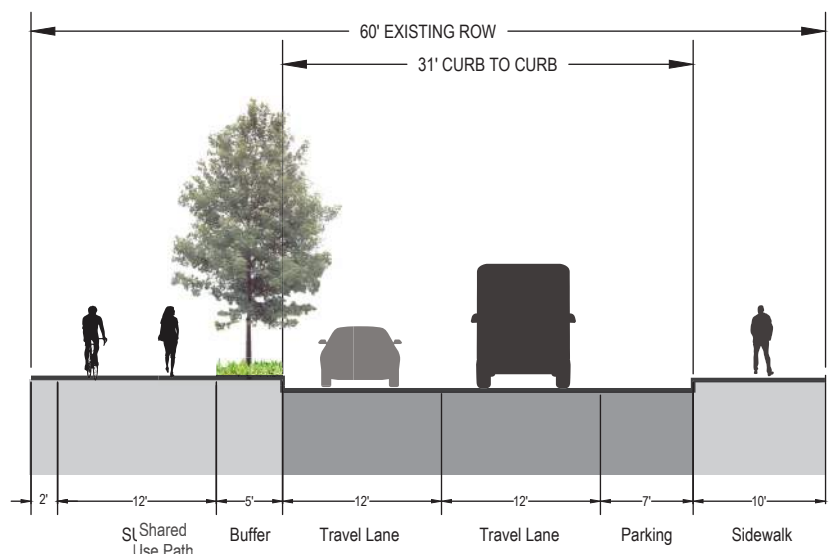 60' EXISTING ROW
31' CURB TO CURB
2' 12' 5' 12' 12' 7' 10'
Shared Buffer Travel Lane Travel Lane Parking Sidewalk
Use Path